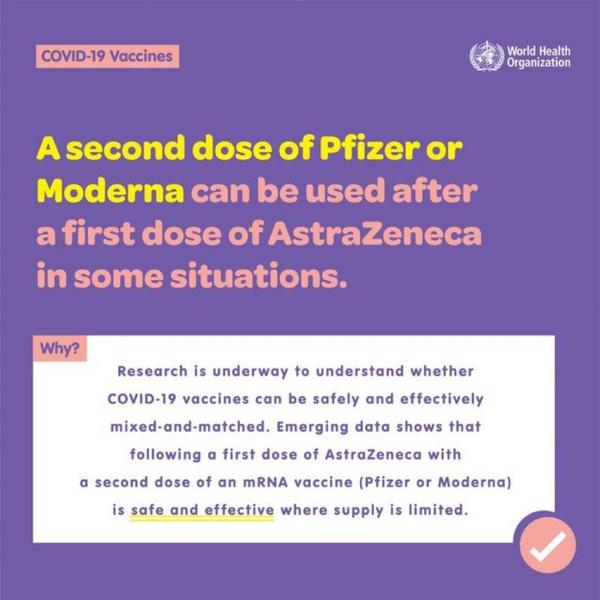 COVID-19 Vaccines
World Health
Organization
A second dose of Pfizer or
Moderna can be used after
a first dose of AstraZeneca
in some situations.
Why?
Research is underway to understand whether
COVID-19 vaccines can be safely and effectively
mixed-and-matched. Emerging data shows that
following a first dose of AstraZeneca with
a second dose of an mRNA vaccine (Pfizer or Moderna)
is safe and effective where supply is limited.